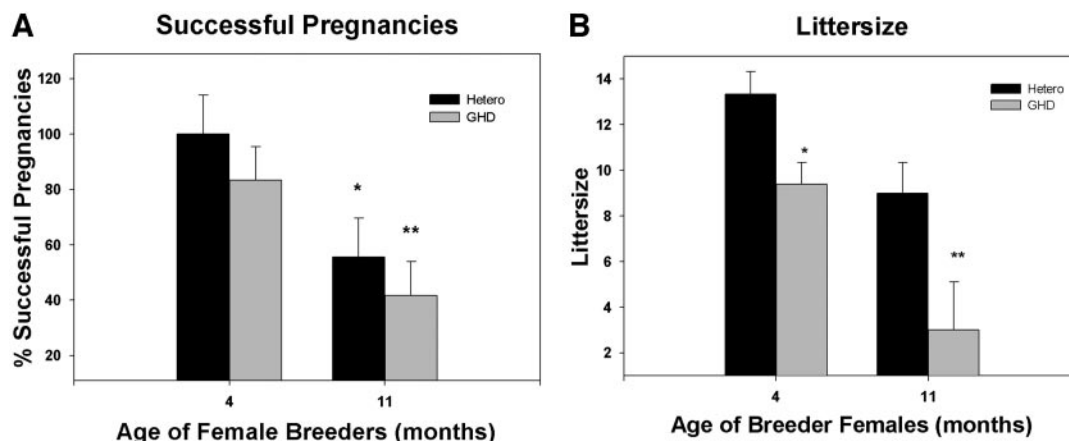 A
Successful Pregnancies
% Successful Pregnancies
120
100
80
60
40
20
Hetero
GHD
*
**
4
11
Age of Female Breeders (months)
B
Littersize
Littersize
14
12
10
8
6
4
2
Hetero
GHD
*
**
4
11
Age of Breeder Females (months)